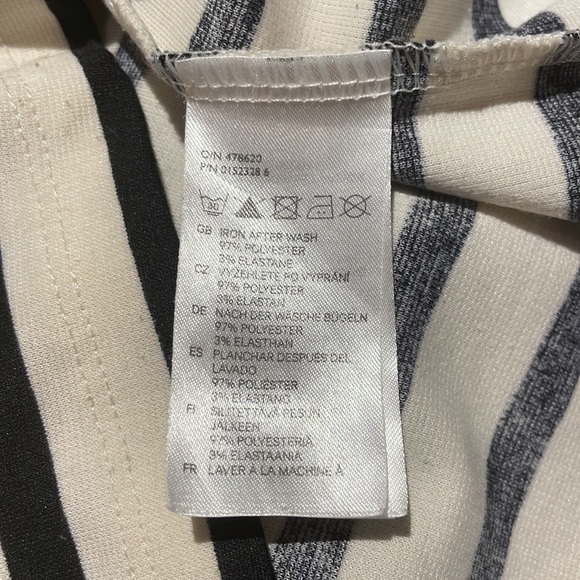 O/N 478620
P/N 0152328 6
30
GB IRON AFTER WASH
97% POLYESTER
3% ELASTANE
CZ VYŽEHLETE PO VYPRÁNÍ
97% POLYESTER
3% ELASTAN
DE NACH DER WÄSCHE BÜGELN
97% POLYESTER
3% ELASTHAN
ES PLANCHAR DESPUÉS DEL
LAVADO
97% POLIÉSTER
3% ELASTANO
FI SILITETTÄVÄ PESUN
JÄLKEEN
97% POLYESTERIÄ
3% ELASTAANIA
FR LAVER À LA MACHINE À